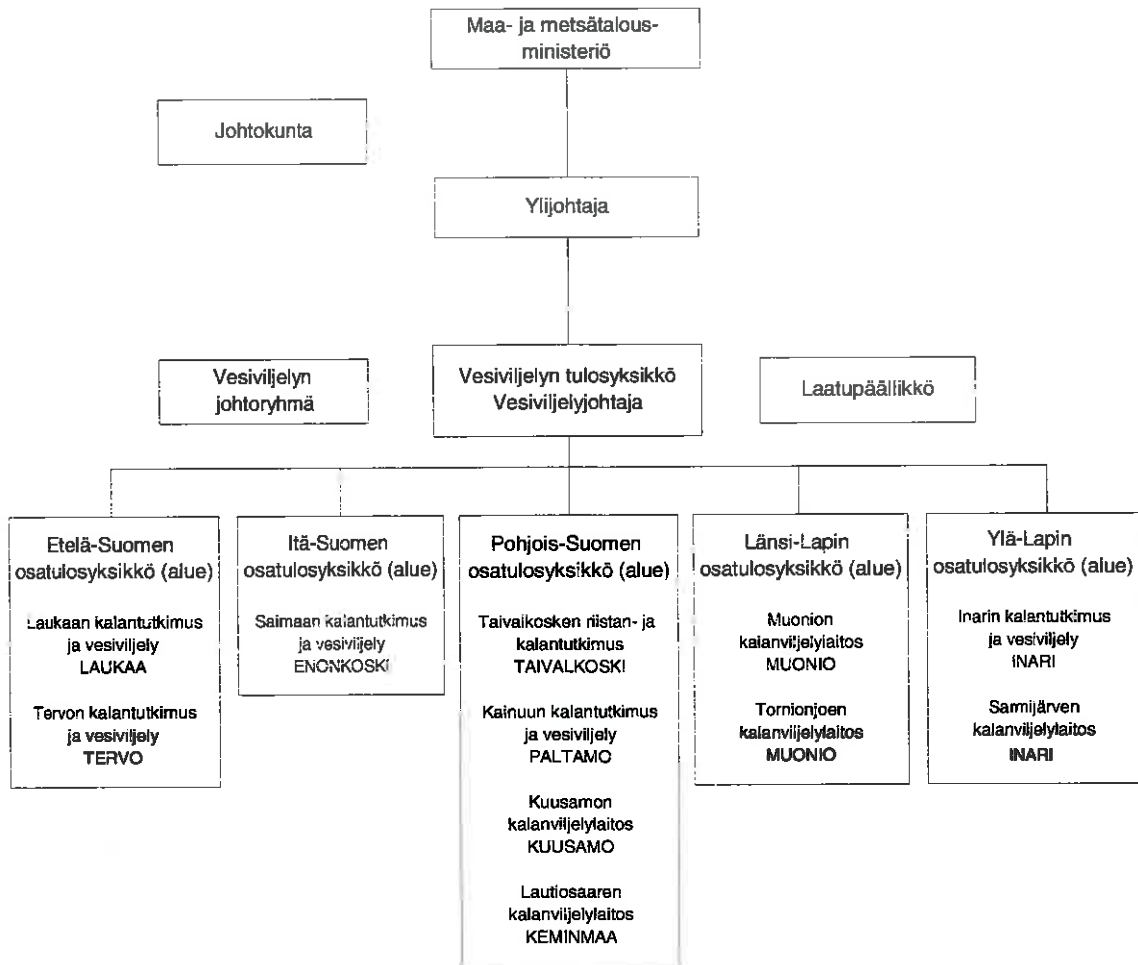 Maa- ja metsätalous-
ministeriö
Johtokunta
Ylijohtaja
Vesiviljelyn
johtoryhmä
Vesiviljelyn tulosyksikkö
Vesiviljelyjohtaja
Laatupäällikkö
Etelä-Suomen
osatulosyksikkö (alue)
Laukaan kalantutkimus
ja vesiviljely
LAUKAA
Tervon kalantutkimus
ja vesiviljely
TERVO
Itä-Suomen
osatulosyksikkö (alue)
Saimaan kalantutkimus
ja vesiviljely
ENONKOSKI
Pohjois-Suomen
osatulosyksikkö (alue)
Taivalkosken riistan- ja
kalantutkimus
TAIVALKOSKI
Kainuun kalantutkimus
ja vesiviljely
PALTAMO
Kuusamon
kalanviljelylaitos
KUUSAMO
Lautiosaaren
kalanviljelylaitos
KEMINMAA
Länsi-Lapin
osatulosyksikkö (alue)
Muonion
kalanviljelylaitos
MUONIO
Tornionjoen
kalanviljelylaitos
MUONIO
Ylä-Lapin
osatulosyksikkö (alue)
Inarin kalantutkimus
ja vesiviljely
INARI
Sarmijärven
kalanviljelylaitos
INARI